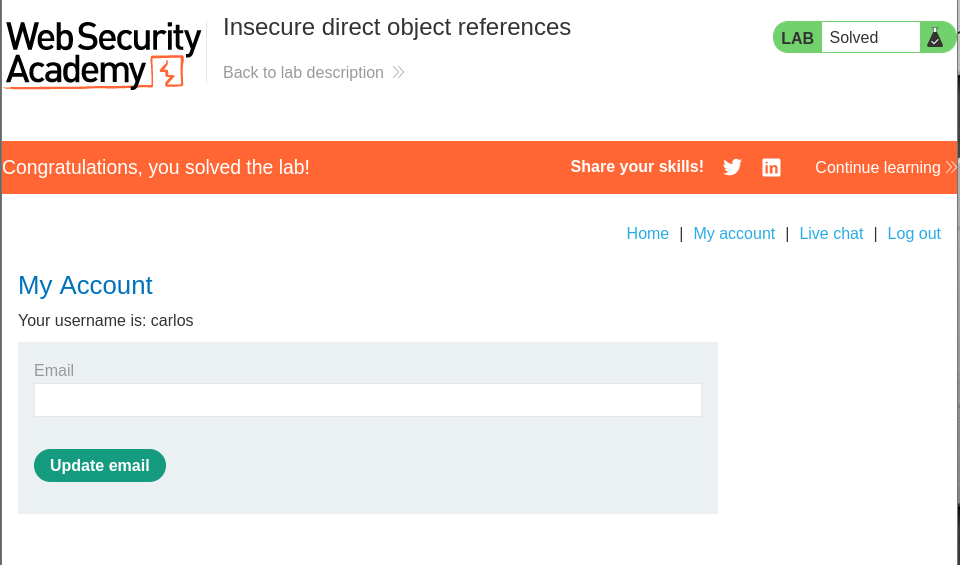 Web Security
Academy
Insecure direct object references
Back to lab description
LAB Solved
Congratulations, you solved the lab!
Share your skills!
Continue learning
Home | My account | Live chat | Log out
My Account
Your username is: carlos
Email
Update email